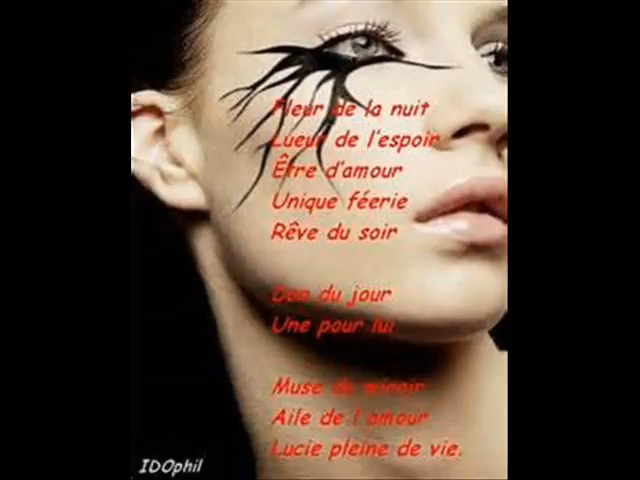 Fleur de la nuit
Lueur de l'espoir
Être d'amour
Unique féerie
Rêve du soir
Don du jour
Une pour lui
Muse du miroir
Aile de l'amour
Lucie pleine de vie.
IDOphil